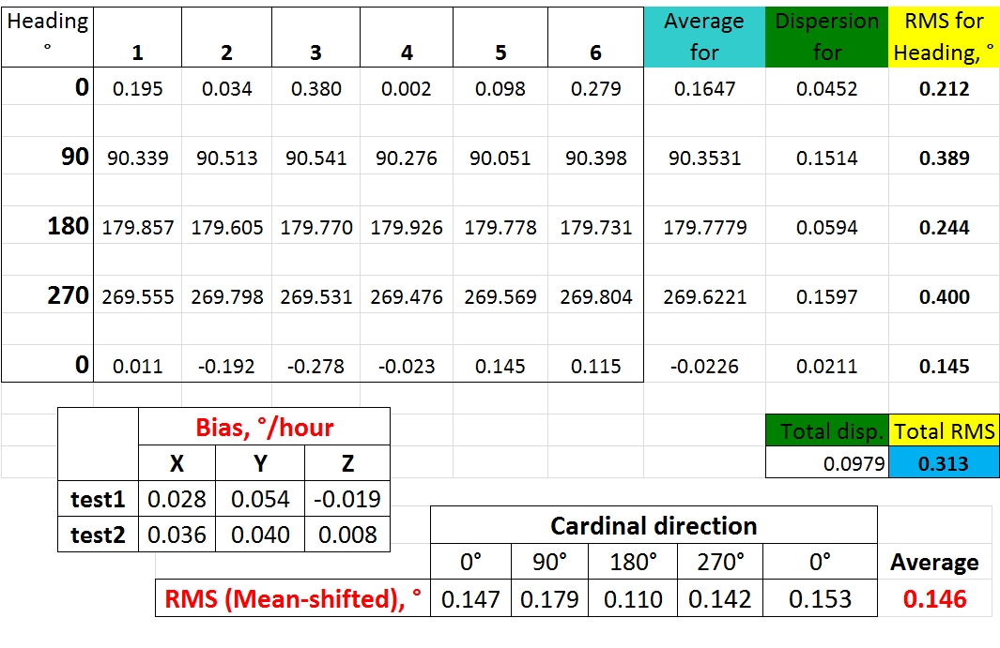 Heading ° 1 2 3 4 5 6 Average for Dispersion for RMS for Heading, °
0 0.195 0.034 0.380 0.002 0.098 0.279 0.1647 0.0452 0.212
90 90.339 90.513 90.541 90.276 90.051 90.398 90.3531 0.1514 0.389
180 179.857 179.605 179.770 179.926 179.778 179.731 179.7779 0.0594 0.244
270 269.555 269.798 269.531 269.476 269.569 269.804 269.6221 0.1597 0.400
0 0.011 -0.192 -0.278 -0.023 0.145 0.115 -0.0226 0.0211 0.145
Total disp. Total RMS
0.0979 0.313
Bias, °/hour
X Y Z
test1 0.028 0.054 -0.019
test2 0.036 0.040 0.008
Cardinal direction
0° 90° 180° 270° 0° Average
RMS (Mean-shifted), ° 0.147 0.179 0.110 0.142 0.153 0.146